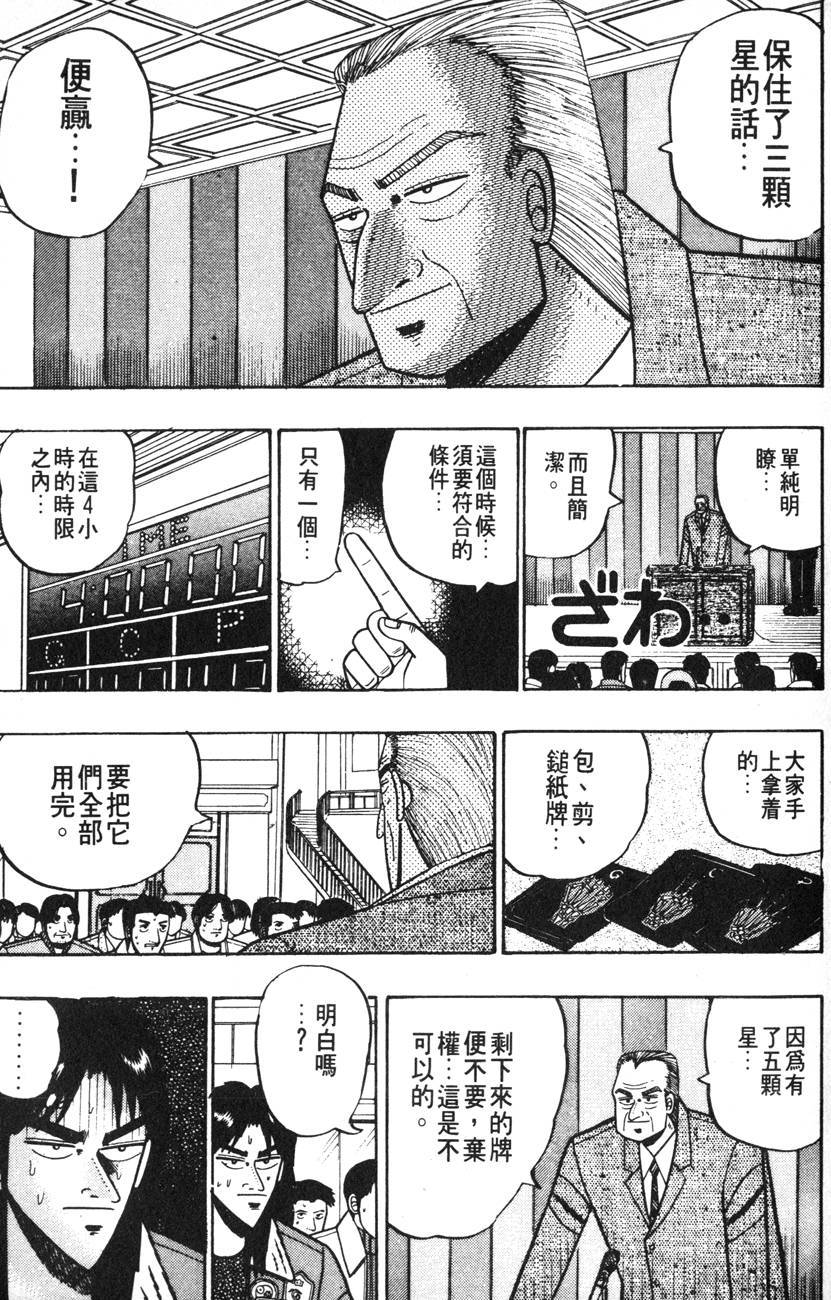 保住了三顆
星的話…
便贏…！
單純明
瞭…
而且簡
潔。
ざわ
這個時候…
須要符合的
條件…
只有一個…
在這4小
時的時限
之內…
TIME
4:00.00
G C P
大家手
上拿着
的…
包、剪、
鎚紙牌…
要把它
們全部
用完。
因爲有
了五顆
星…
剩下來的牌
便不要，棄
權…這是不
可以的。
明白嗎
…？
………